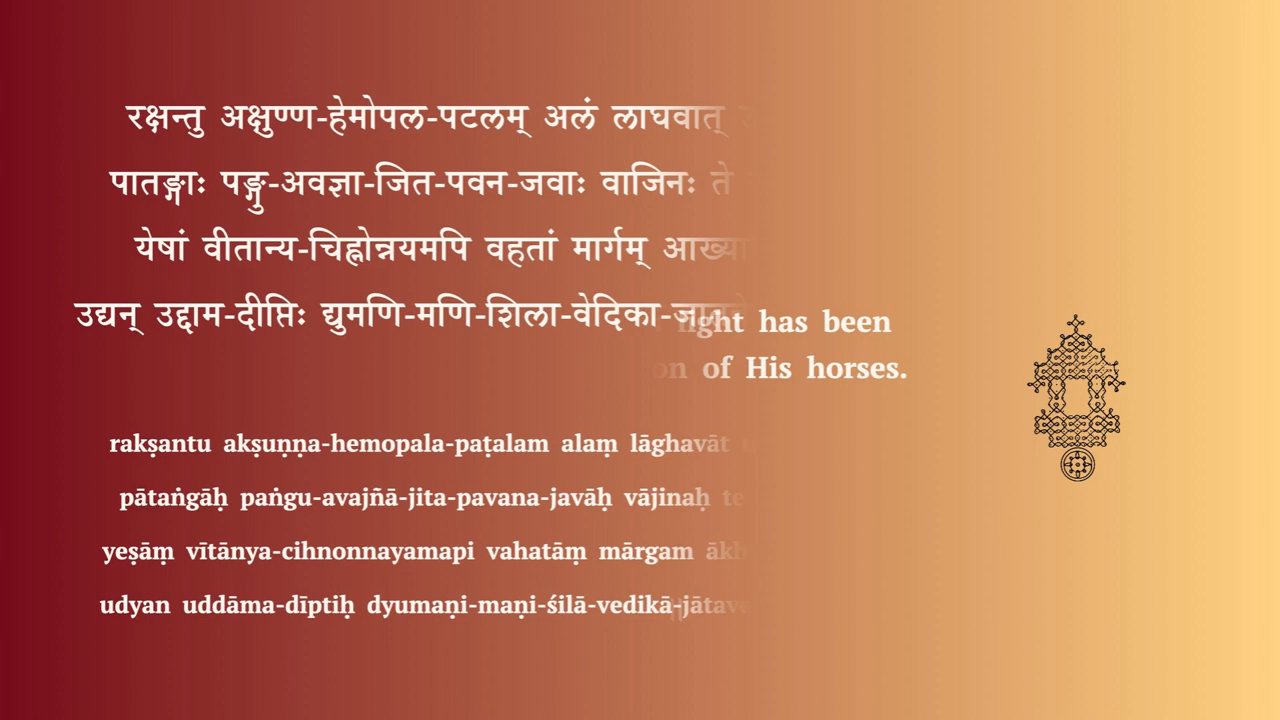 रक्षन्तु अक्षुण्ण-हेमोपल-पटलम् अलं लाघवात्
पातङ्गाः पङ्गु-अवज्ञा-जित-पवन-जवाः वाजिनः ते
येषां वीतान्य-चिह्नोन्नयमपि वहतां मार्गम्
उद्यन् उद्दाम-दीप्तिः द्युमणि-मणि-शिला-वेदिका-
light has been
of His horses.
rakṣantu akṣuṇṇa-hemopala-paṭalam alaṃ lāghavāt
pātaṅgāḥ paṅgu-avajñā-jita-pavana-javāḥ vājinaḥ te
yeṣāṃ vītānya-cihnonnayamapi vahatāṃ mārgam
udyan uddāma-dīptiḥ dyumaṇi-maṇi-śilā-vedikā-